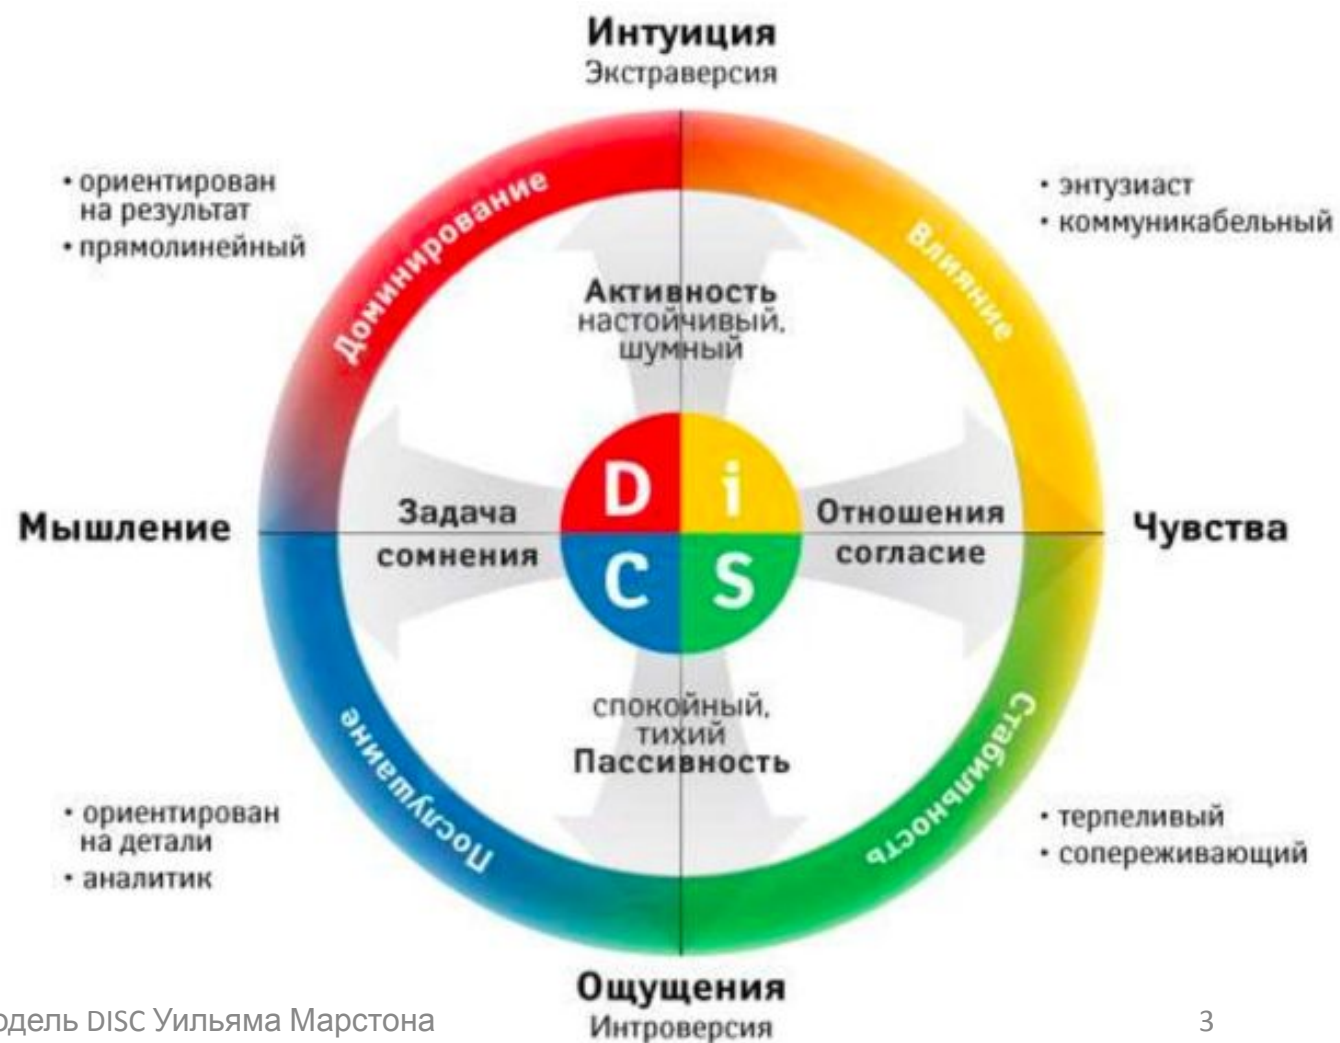 Интуиция
Экстраверсия
• ориентирован
на результат
• прямолинейный
• энтузиаст
• коммуникабельный
Доминирование
Влияние
Активность
настойчивый,
шумный
D i
C S
Мышление
Задача
сомнения
Отношения
согласие
Чувства
спокойный,
тихий
Пассивность
Послушание
Стабильность
• ориентирован
на детали
• аналитик
• терпеливый
• сопереживающий
Ощущения
Интроверсия
одель DISC Уильяма Марстона
3